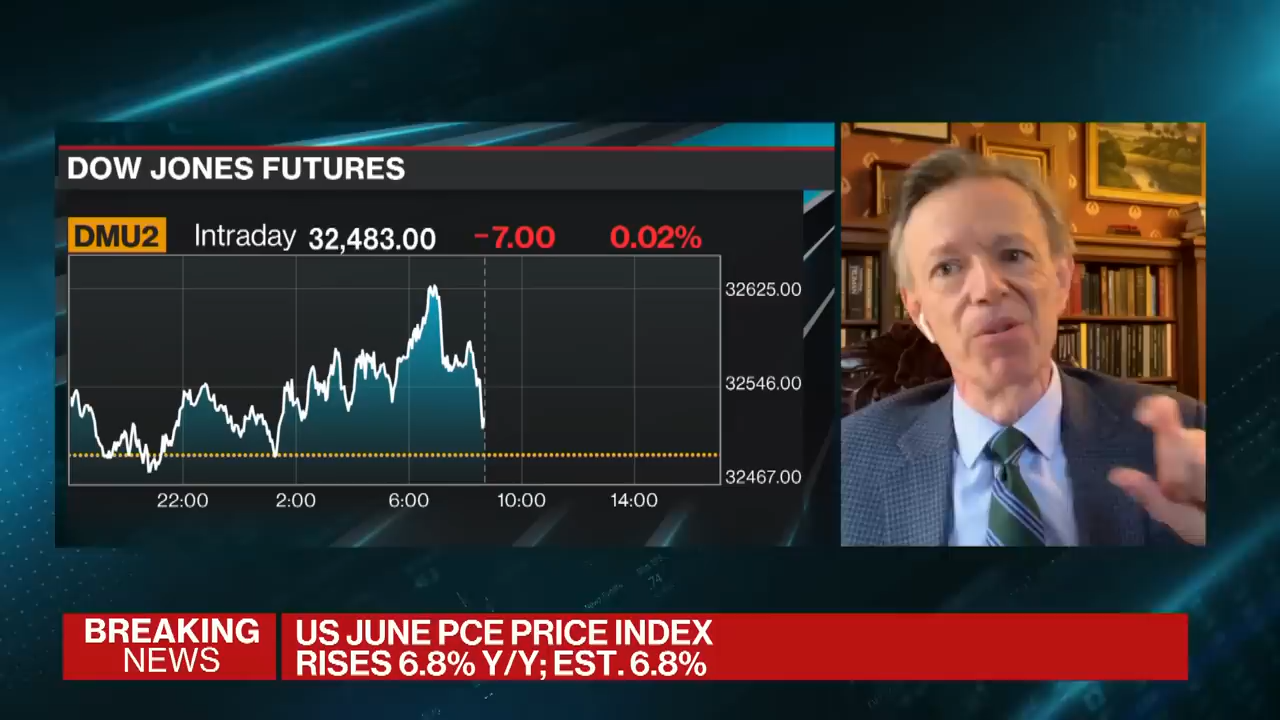 DOW JONES FUTURES
DMU2 Intraday 32,483.00 -7.00 0.02%
32625.00
32546.00
32467.00
22:00 2:00 6:00 10:00 14:00
BREAKING
NEWS
US JUNE PCE PRICE INDEX
RISES 6.8% Y/Y; EST. 6.8%